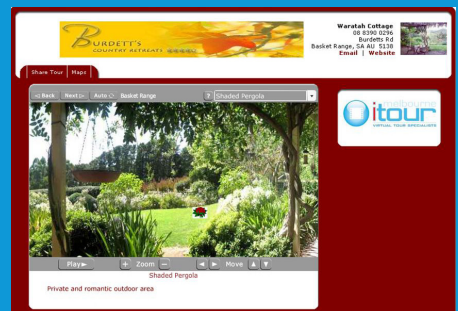 BURDETT'S
COUNTRY RETREATS
Waratah Cottage
08 8390 0296
Burdetts Rd
Basket Range, SA AU 5138
Email | Website
Share Tour Maps
Back Next Auto Basket Range ? Shaded Pergola
melbourne
itour
VIRTUAL TOUR SPECIALISTS
Play + Zoom - Move
Shaded Pergola
Private and romantic outdoor area